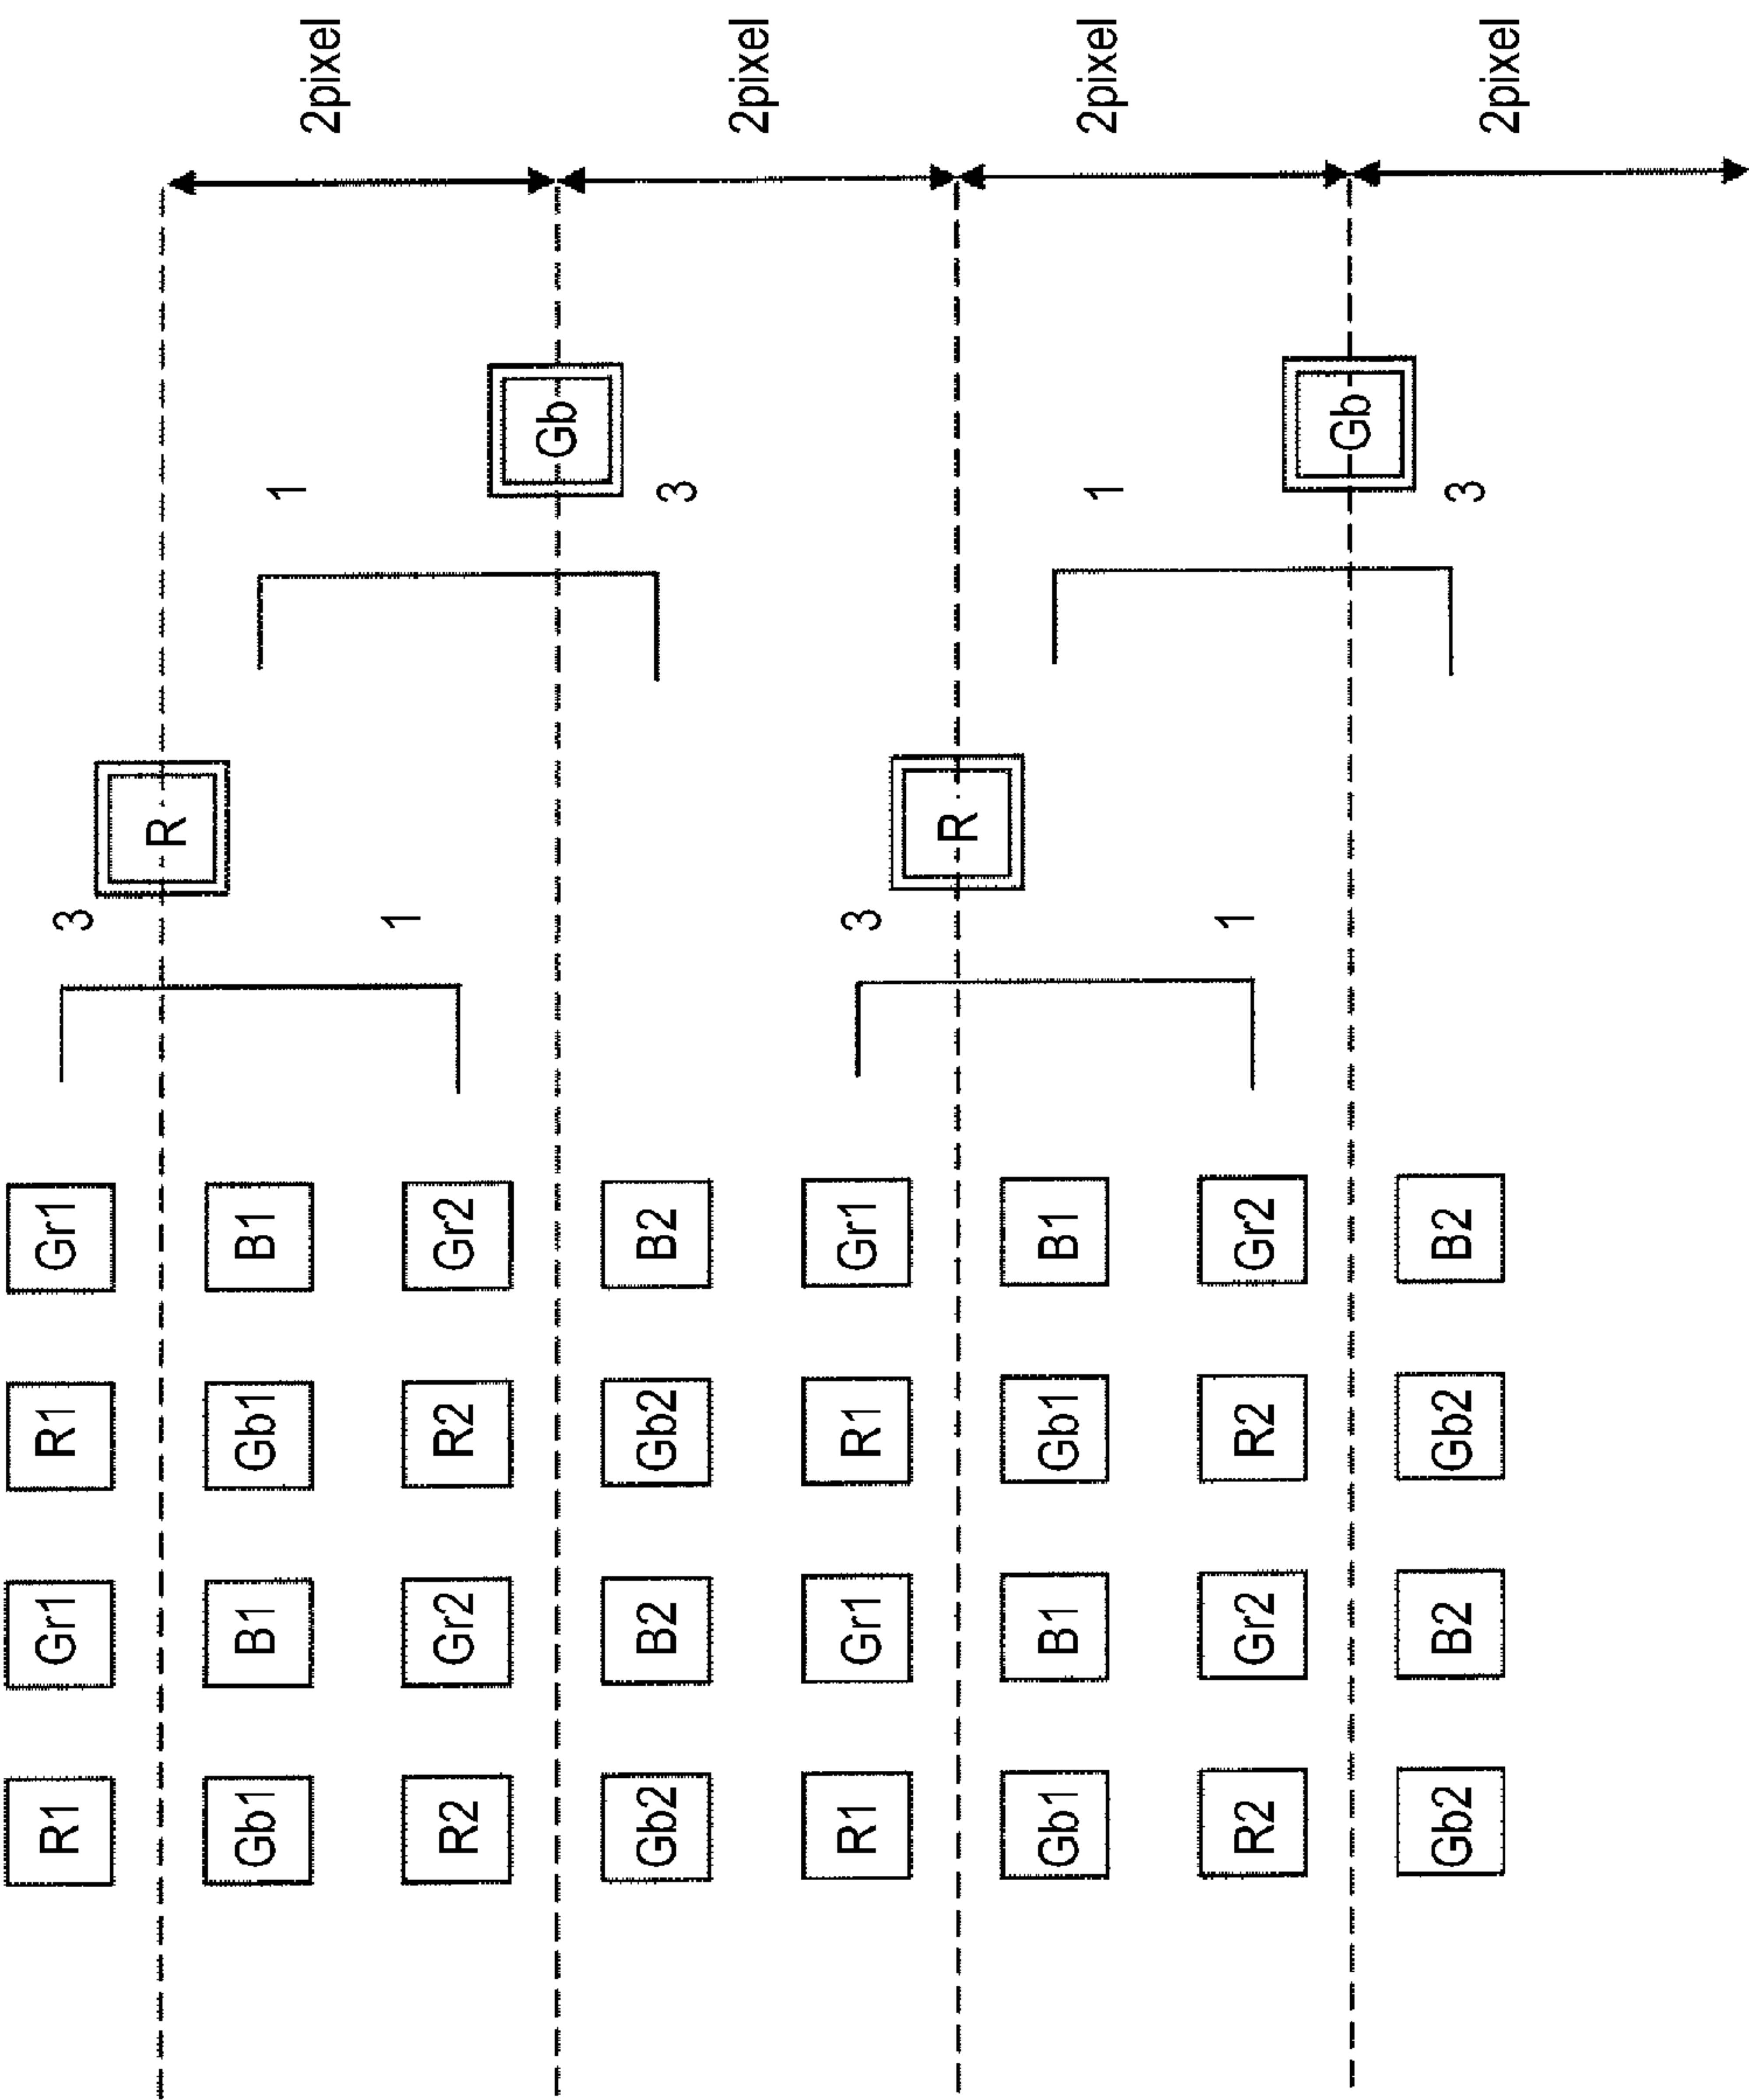 R1 Gr1 R1 Gr1 3
R
Gb1 B1 Gb1 B1 1 2pixel
R2 Gr2 R2 Gr2 1
Gb
Gb2 B2 Gb2 B2 3 2pixel
R1 Gr1 R1 Gr1 3
R
Gb1 B1 Gb1 B1 1 2pixel
R2 Gr2 R2 Gr2 1
Gb
Gb2 B2 Gb2 B2 3 2pixel